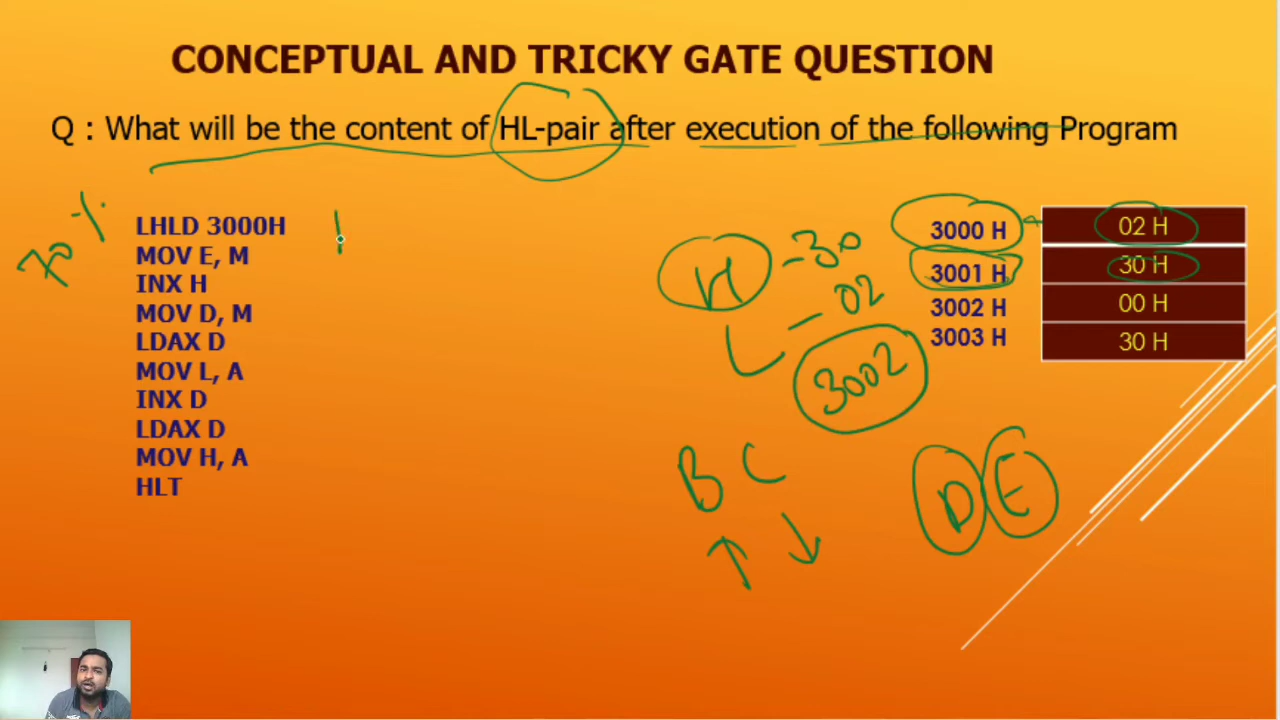 CONCEPTUAL AND TRICKY GATE QUESTION
Q : What will be the content of HL-pair after execution of the following Program
70 %
LHLD 3000H
MOV E, M
INX H
MOV D, M
LDAX D
MOV L, A
INX D
LDAX D
MOV H, A
HLT
H - 30
L - 02
3002
B C
D E
3000 H 02 H
3001 H 30 H
3002 H 00 H
3003 H 30 H